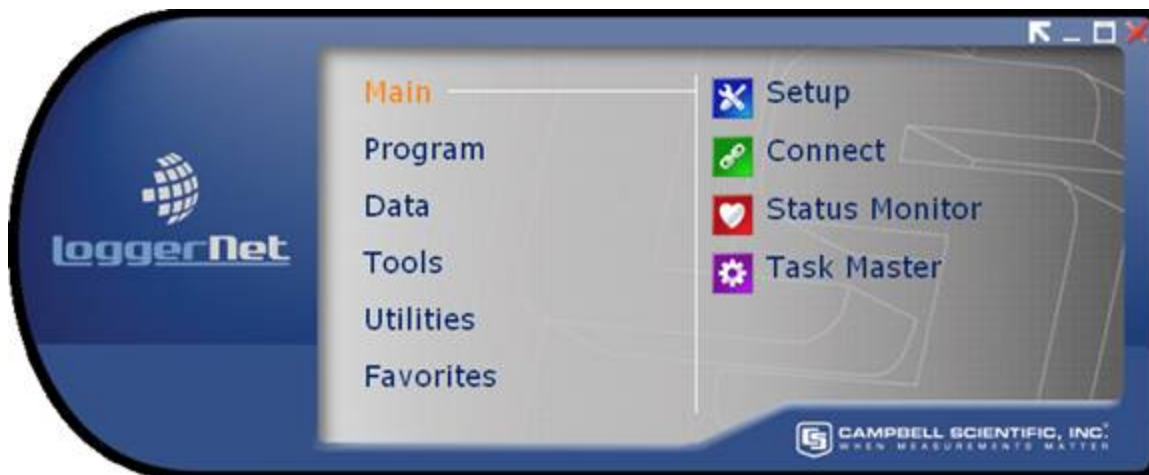 LoggerNet
Main
Program
Data
Tools
Utilities
Favorites
Setup
Connect
Status Monitor
Task Master
CAMPBELL SCIENTIFIC, INC.
WHEN MEASUREMENTS MATTER